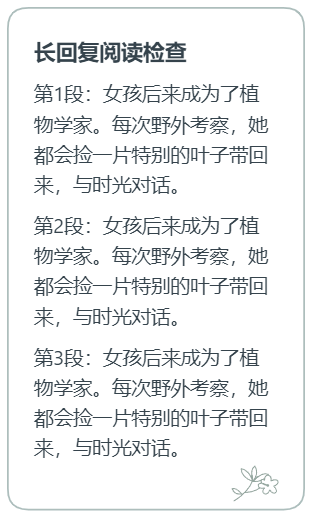 长回复阅读检查
第1段：女孩后来成为了植
物学家。每次野外考察，她
都会捡一片特别的叶子带回
来，与时光对话。
第2段：女孩后来成为了植
物学家。每次野外考察，她
都会捡一片特别的叶子带回
来，与时光对话。
第3段：女孩后来成为了植
物学家。每次野外考察，她
都会捡一片特别的叶子带回
来，与时光对话。